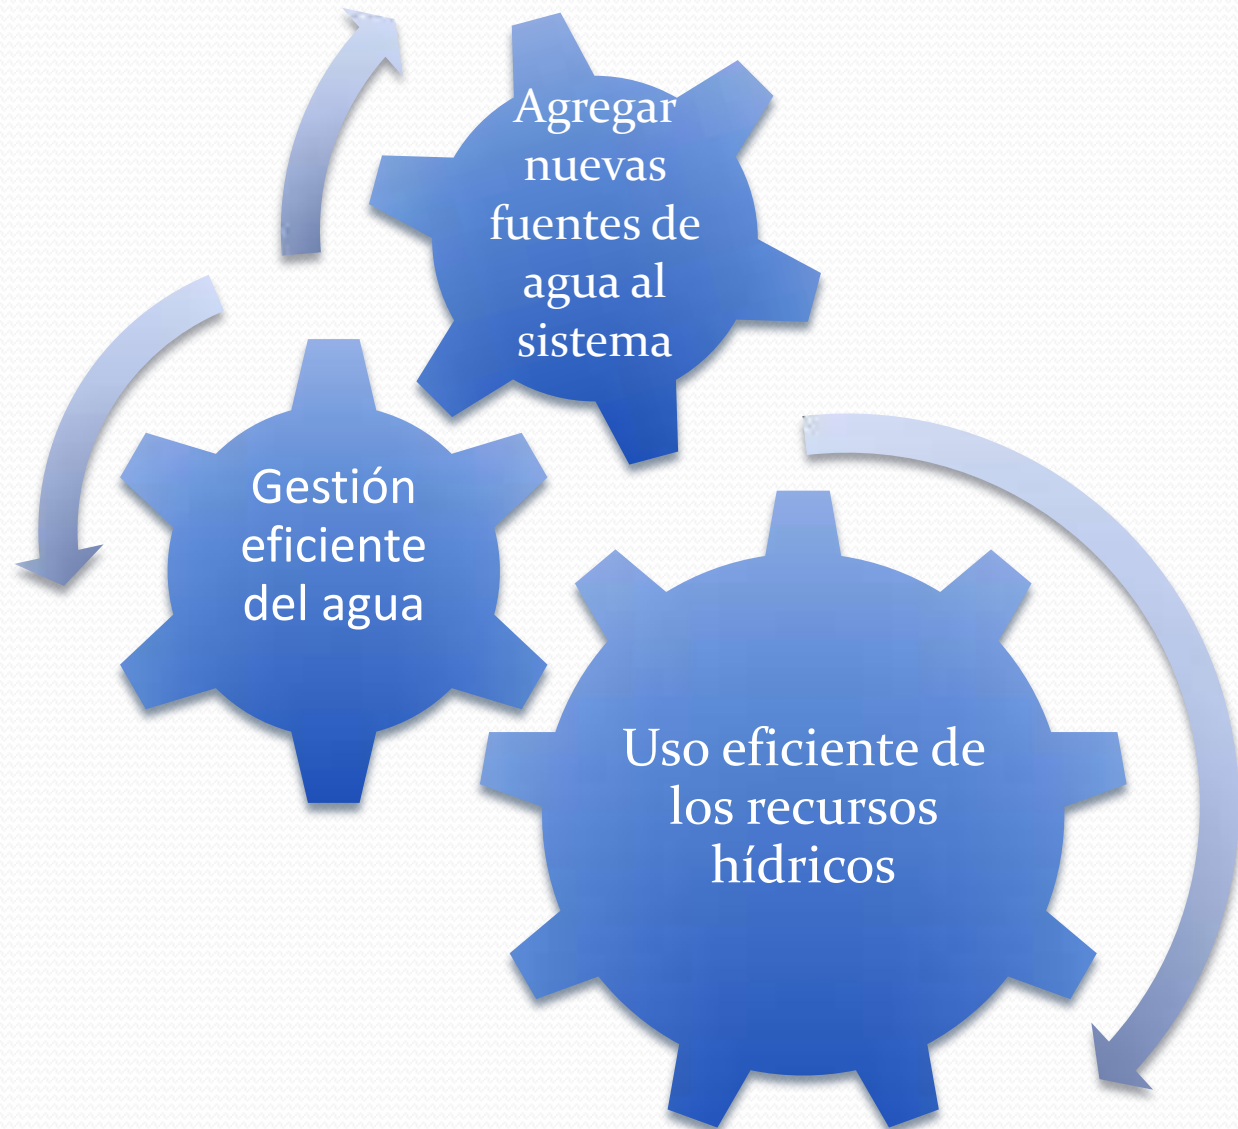 Agregar
nuevas
fuentes de
agua al
sistema
Gestión
eficiente
del agua
Uso eficiente de
los recursos
hídricos